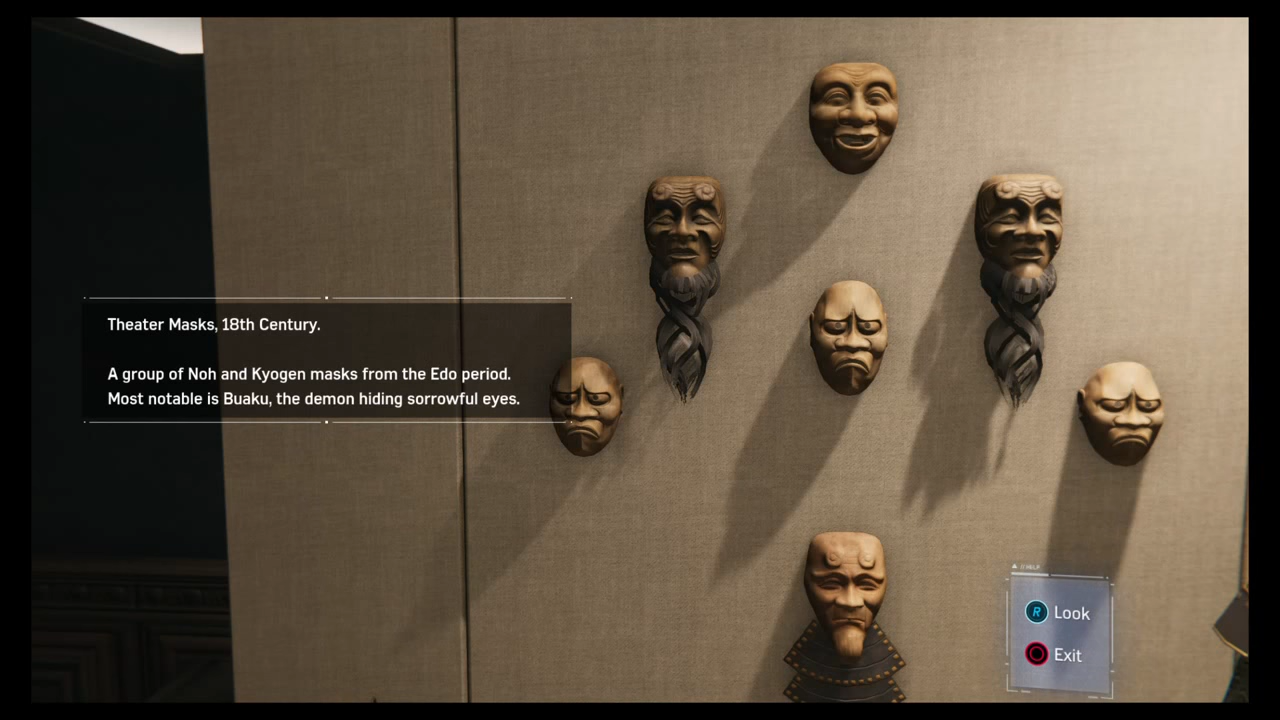 Theater Masks, 18th Century.
A group of Noh and Kyogen masks from the Edo period.
Most notable is Buaku, the demon hiding sorrowful eyes.
R Look
Exit